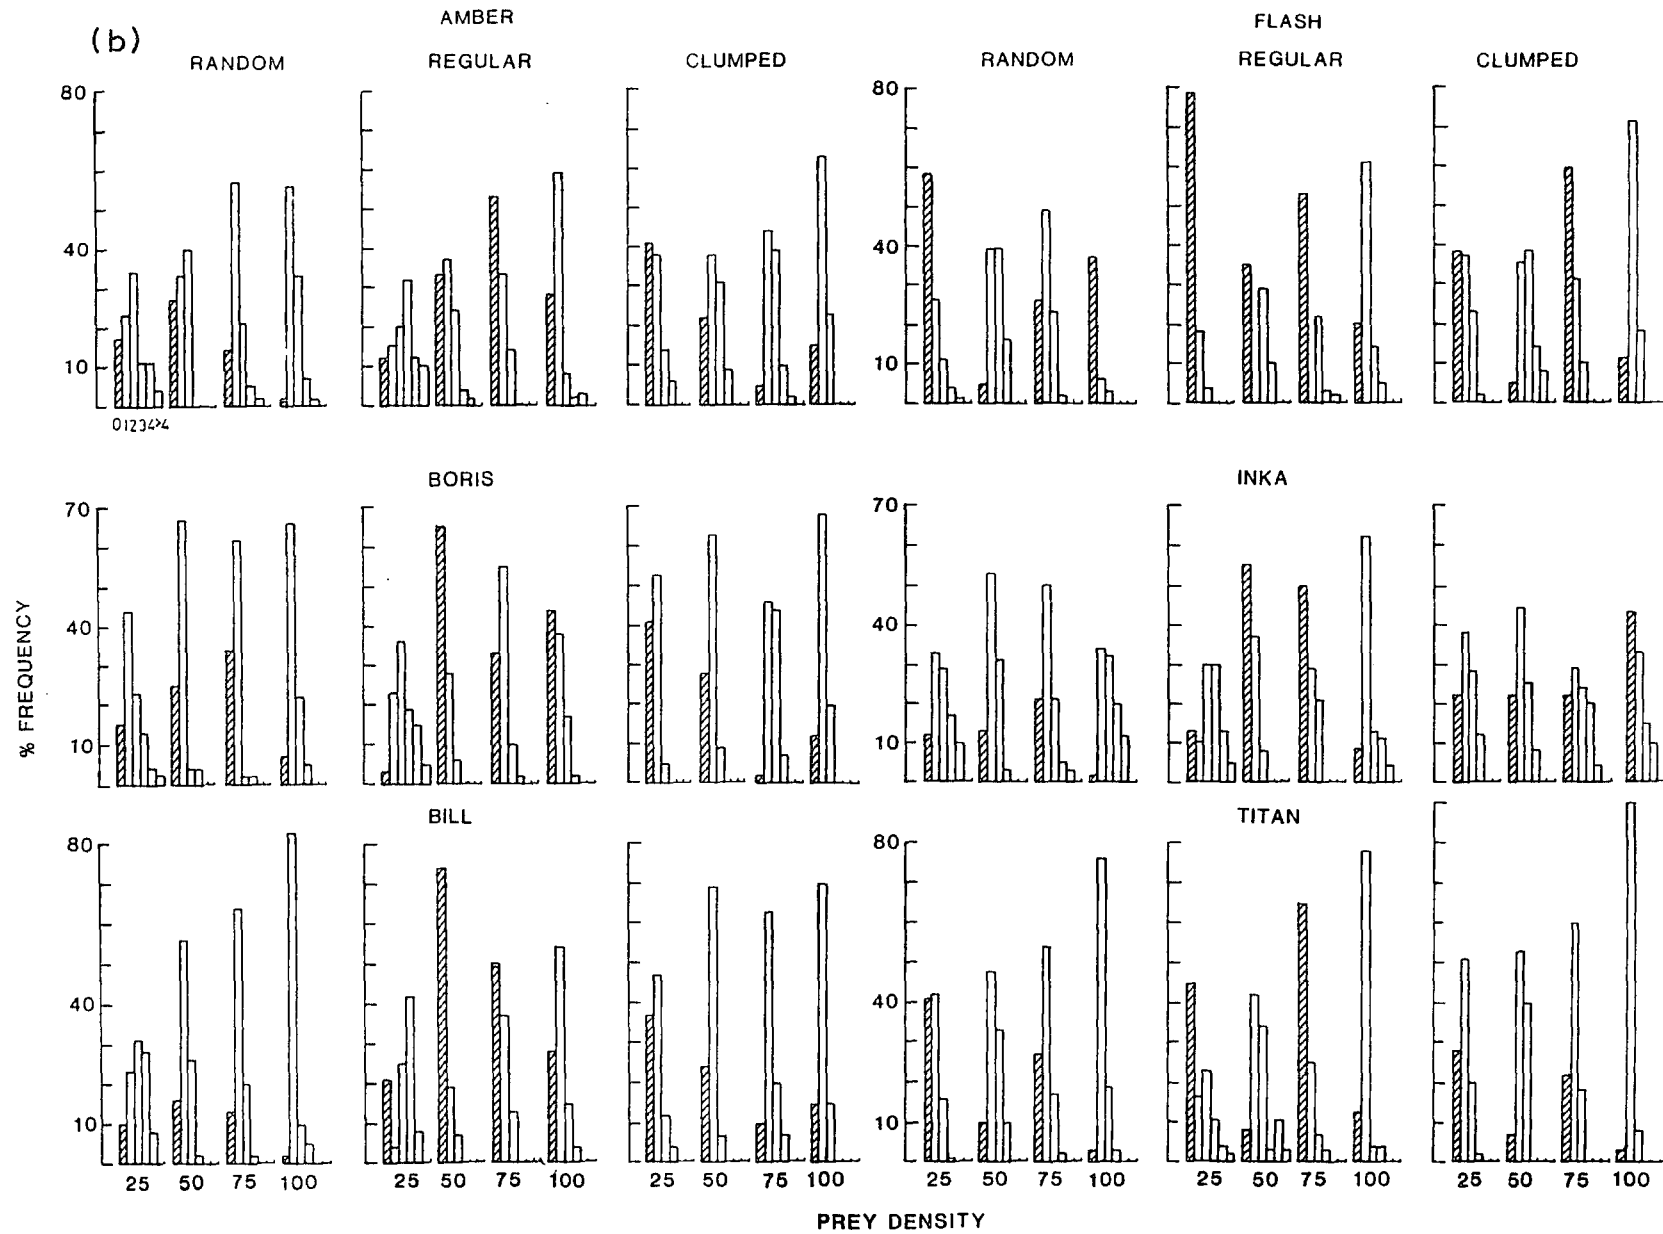 (b)
AMBER
FLASH
RANDOM REGULAR CLUMPED RANDOM REGULAR CLUMPED
80 80
40 40
10 10
01234>4
BORIS INKA
70 70
40 40
10 10
% FREQUENCY
BILL TITAN
80 80
40 40
10 10
25 50 75 100 25 50 75 100 25 50 75 100 25 50 75 100 25 50 75 100 25 50 75 100
PREY DENSITY